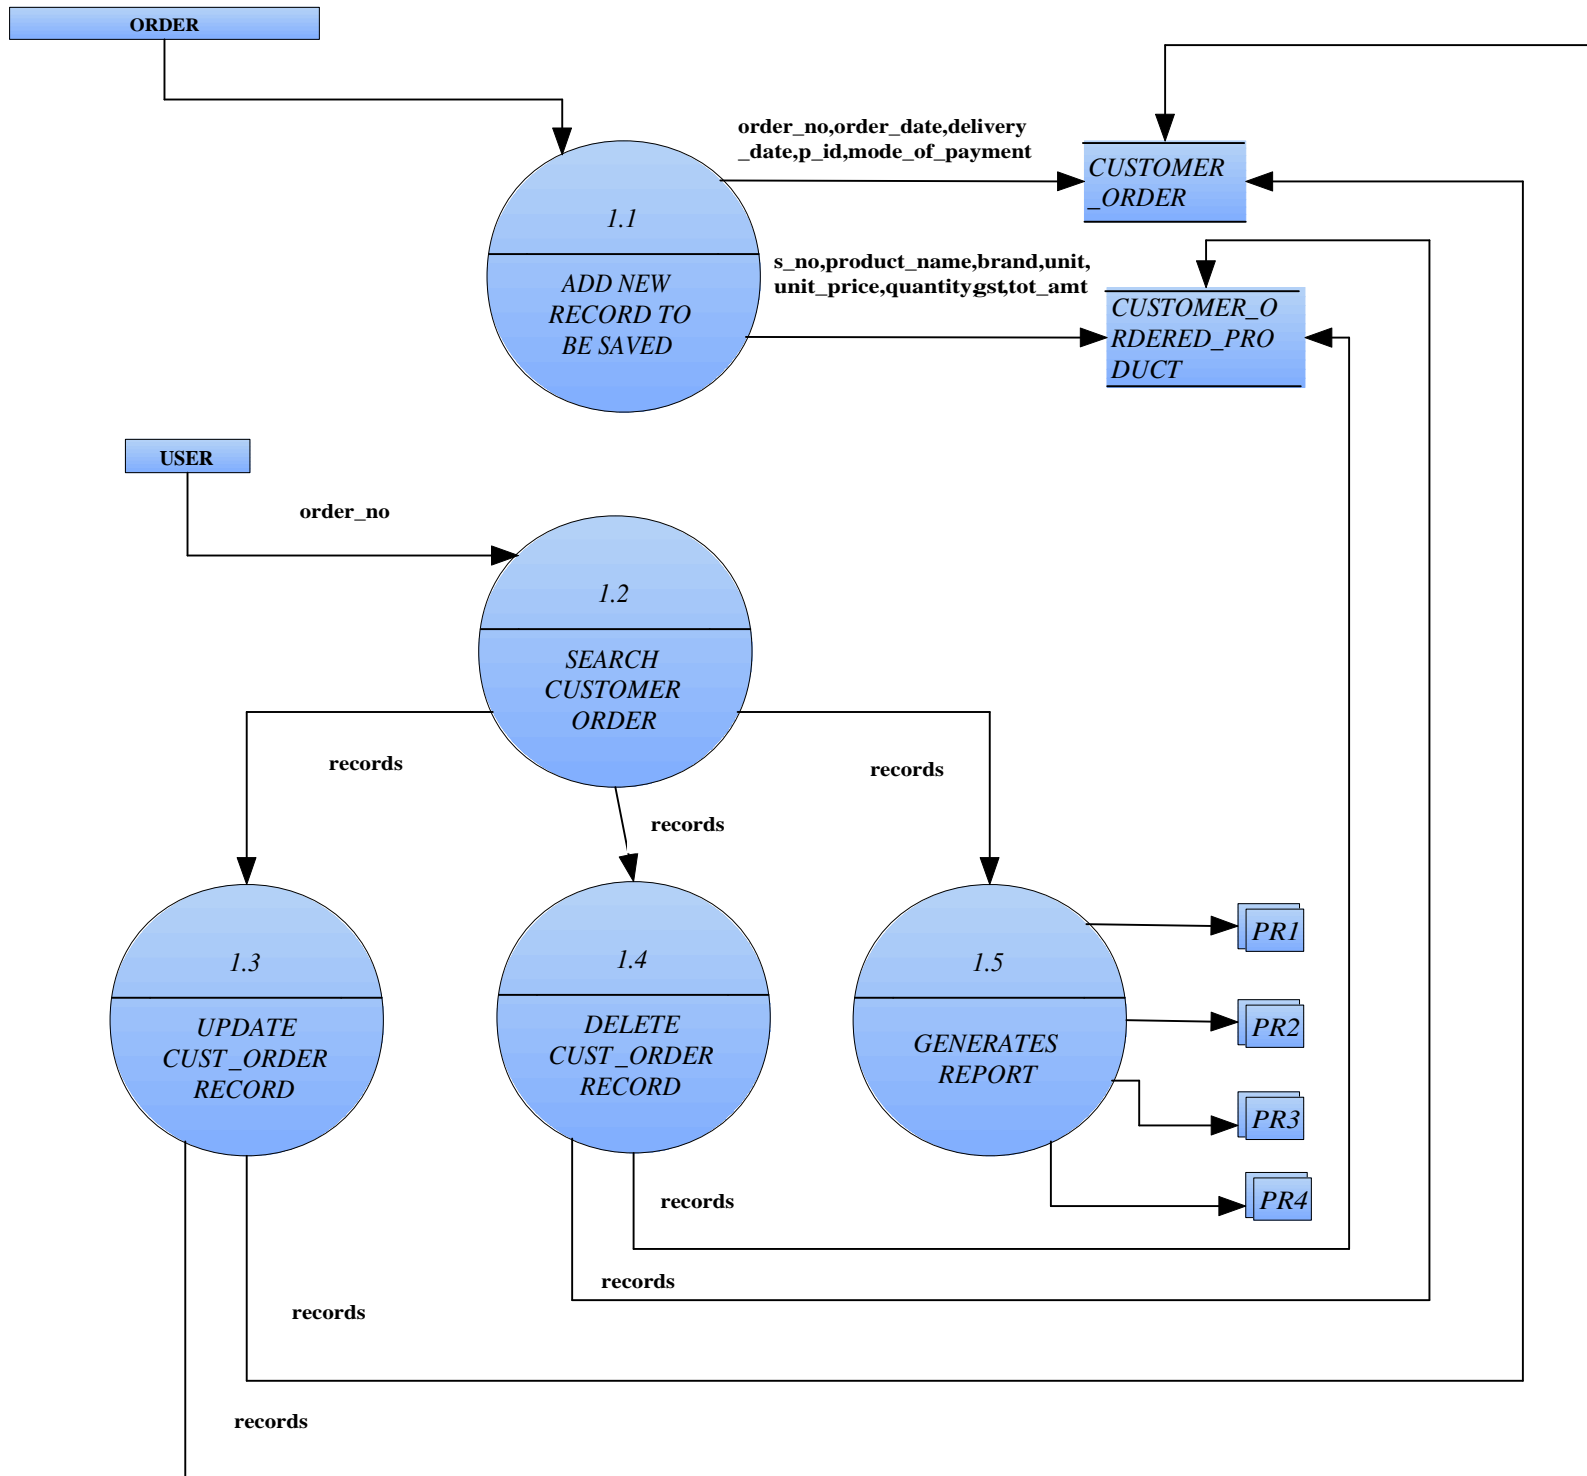 ORDER
order_no,order_date,delivery
_date,p_id,mode_of_payment
CUSTOMER
_ORDER
1.1
ADD NEW
RECORD TO
BE SAVED
s_no,product_name,brand,unit,
unit_price,quantity,gst,tot_amt
CUSTOMER_O
RDERED_PRO
DUCT
USER
order_no
1.2
SEARCH
CUSTOMER
ORDER
records
records
records
1.3
UPDATE
CUST_ORDER
RECORD
1.4
DELETE
CUST_ORDER
RECORD
1.5
GENERATES
REPORT
PR1
PR2
PR3
PR4
records
records
records
records